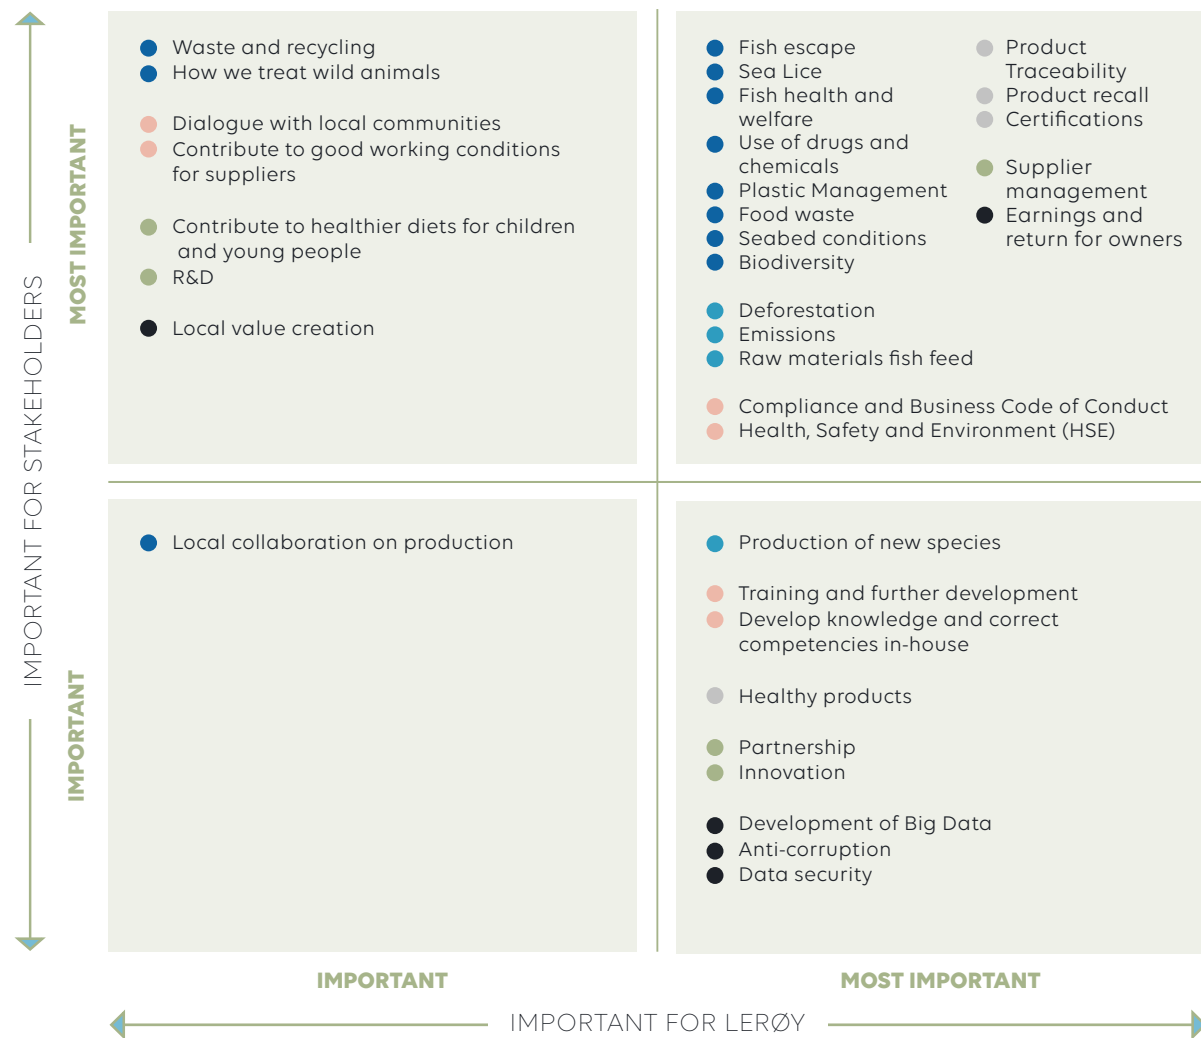 IMPORTANT FOR STAKEHOLDERS
MOST IMPORTANT
Waste and recycling
How we treat wild animals
Dialogue with local communities
Contribute to good working conditions
for suppliers
Contribute to healthier diets for children
and young people
R&D
Local value creation
Fish escape
Sea Lice
Fish health and
welfare
Use of drugs and
chemicals
Plastic Management
Food waste
Seabed conditions
Biodiversity
Deforestation
Emissions
Raw materials fish feed
Compliance and Business Code of Conduct
Health, Safety and Environment (HSE)
Product
Traceability
Product recall
Certifications
Supplier
management
Earnings and
return for owners
IMPORTANT
Local collaboration on production
Production of new species
Training and further development
Develop knowledge and correct
competencies in-house
Healthy products
Partnership
Innovation
Development of Big Data
Anti-corruption
Data security
IMPORTANT
MOST IMPORTANT
IMPORTANT FOR LERØY